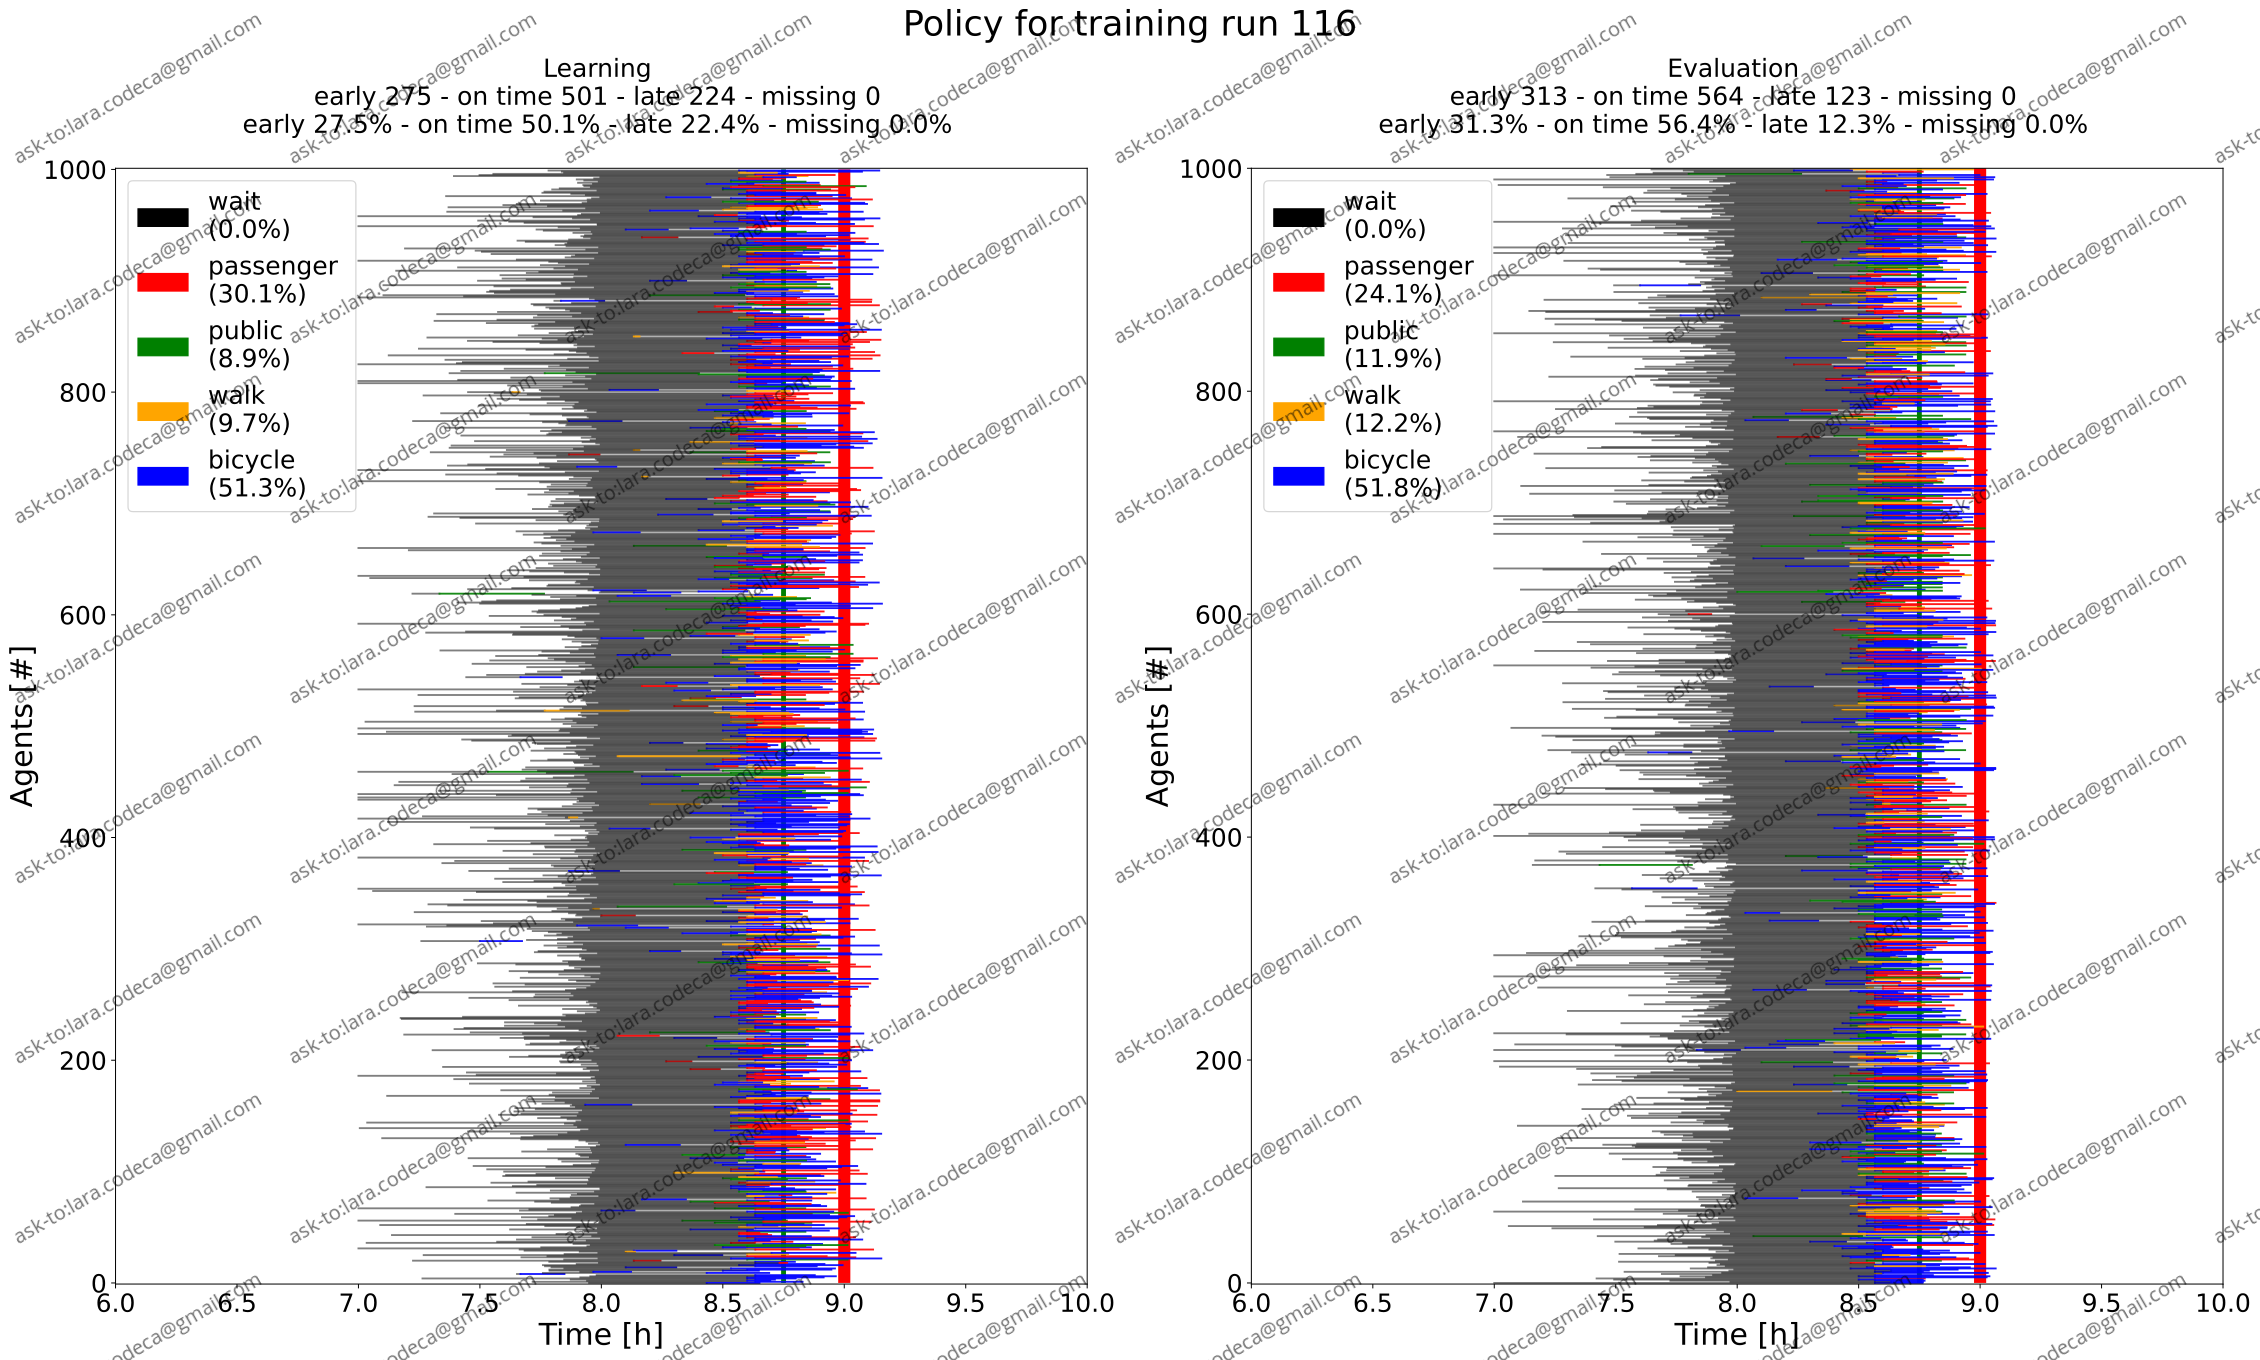 Policy for training run 116
Learning
early 275 - on time 501 - late 224 - missing 0
early 27.5% - on time 50.1% - late 22.4% - missing 0.0%
wait
(0.0%)
passenger
(30.1%)
public
(8.9%)
walk
(9.7%)
bicycle
(51.3%)
Agents [#]
1000
800
600
400
200
0
6.0 6.5 7.0 7.5 8.0 8.5 9.0 9.5 10.0
Time [h]
Evaluation
early 313 - on time 564 - late 123 - missing 0
early 31.3% - on time 56.4% - late 12.3% - missing 0.0%
wait
(0.0%)
passenger
(24.1%)
public
(11.9%)
walk
(12.2%)
bicycle
(51.8%)
Agents [#]
1000
800
600
400
200
0
6.0 6.5 7.0 7.5 8.0 8.5 9.0 9.5 10.0
Time [h]
ask-to:lara.codeca@gmail.com